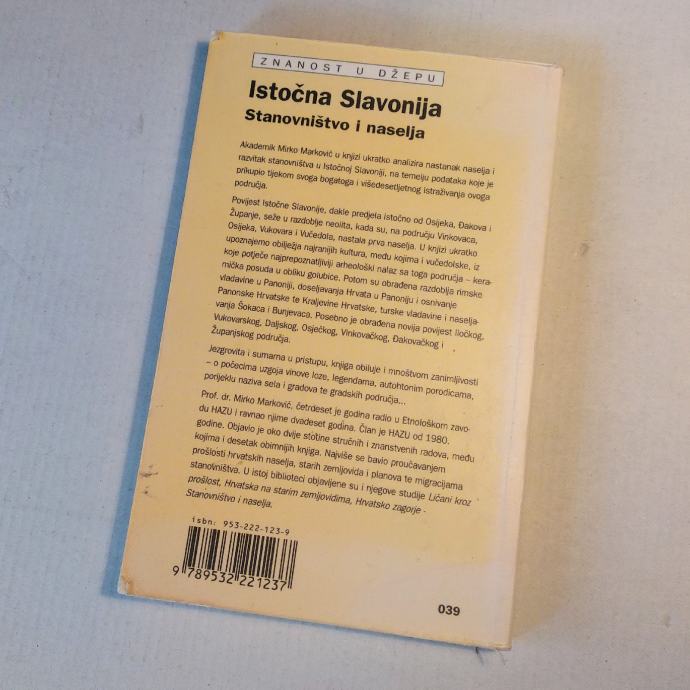 ZNANOST U DŽEPU
Istočna Slavonija
Stanovništvo i naselja
Akademik Mirko Marković u knjizi ukratko analizira nastanak naselja i
razvitak stanovništva u Istočnoj Slavoniji, na temelju podataka koje je
prikupio tijekom svoga bogatoga i višedesetljetnog istraživanja ovoga
područja.
Povijest Istočne Slavonije, dakle predjela istočno od Osijeka, Đakova i
Županje, seže u razdoblje neolita, kada su, na području Vinkovaca,
Osijeka, Vukovara i Vučedola, nastala prva naselja. U knjizi ukratko
upoznajemo obilježja najranijih kultura, među kojima i vučedolske, iz
koje potječe najprepoznatljiviji arheološki nalaz sa toga područja – kera-
mička posuda u obliku golubice. Potom su obrađena razdoblja rimske
vladavine u Panoniji, doseljavanja Hrvata u Panoniju i osnivanje
Panonske Hrvatske te Kraljevine Hrvatske, turske vladavine i naselja-
vanja Šokaca i Bunjevaca. Posebno je obrađena novija povijest Iločkog,
Vukovarskog, Daljskog, Osječkog, Vinkovačkog, Đakovačkog i
Županjskog područja.
Jezgrovita i sumarna u pristupu, knjiga obiluje i mnoštvom zanimljivosti
– o počecima uzgoja vinove loze, legendama, autohtonim porodicama,
porijeklu naziva sela i gradova te gradskih područja...
Prof. dr. Mirko Marković, četrdeset je godina radio u Etnološkom zavo-
du HAZU i ravnao njime dvadeset godina. Član je HAZU od 1980.
godine. Objavio je oko dvije stotine stručnih i znanstvenih radova, među
kojima i desetak obimnijih knjiga. Najviše se bavio proučavanjem
prošlosti hrvatskih naselja, starih zemljovida i planova te migracijama
stanovništva. U istoj biblioteci objavljene su i njegove studije Ličani kroz
prošlost, Hrvatska na starim zemljovidima, Hrvatsko zagorje -
Stanovništvo i naselja.
isbn: 953-222-123-9
9 789532 221237
039